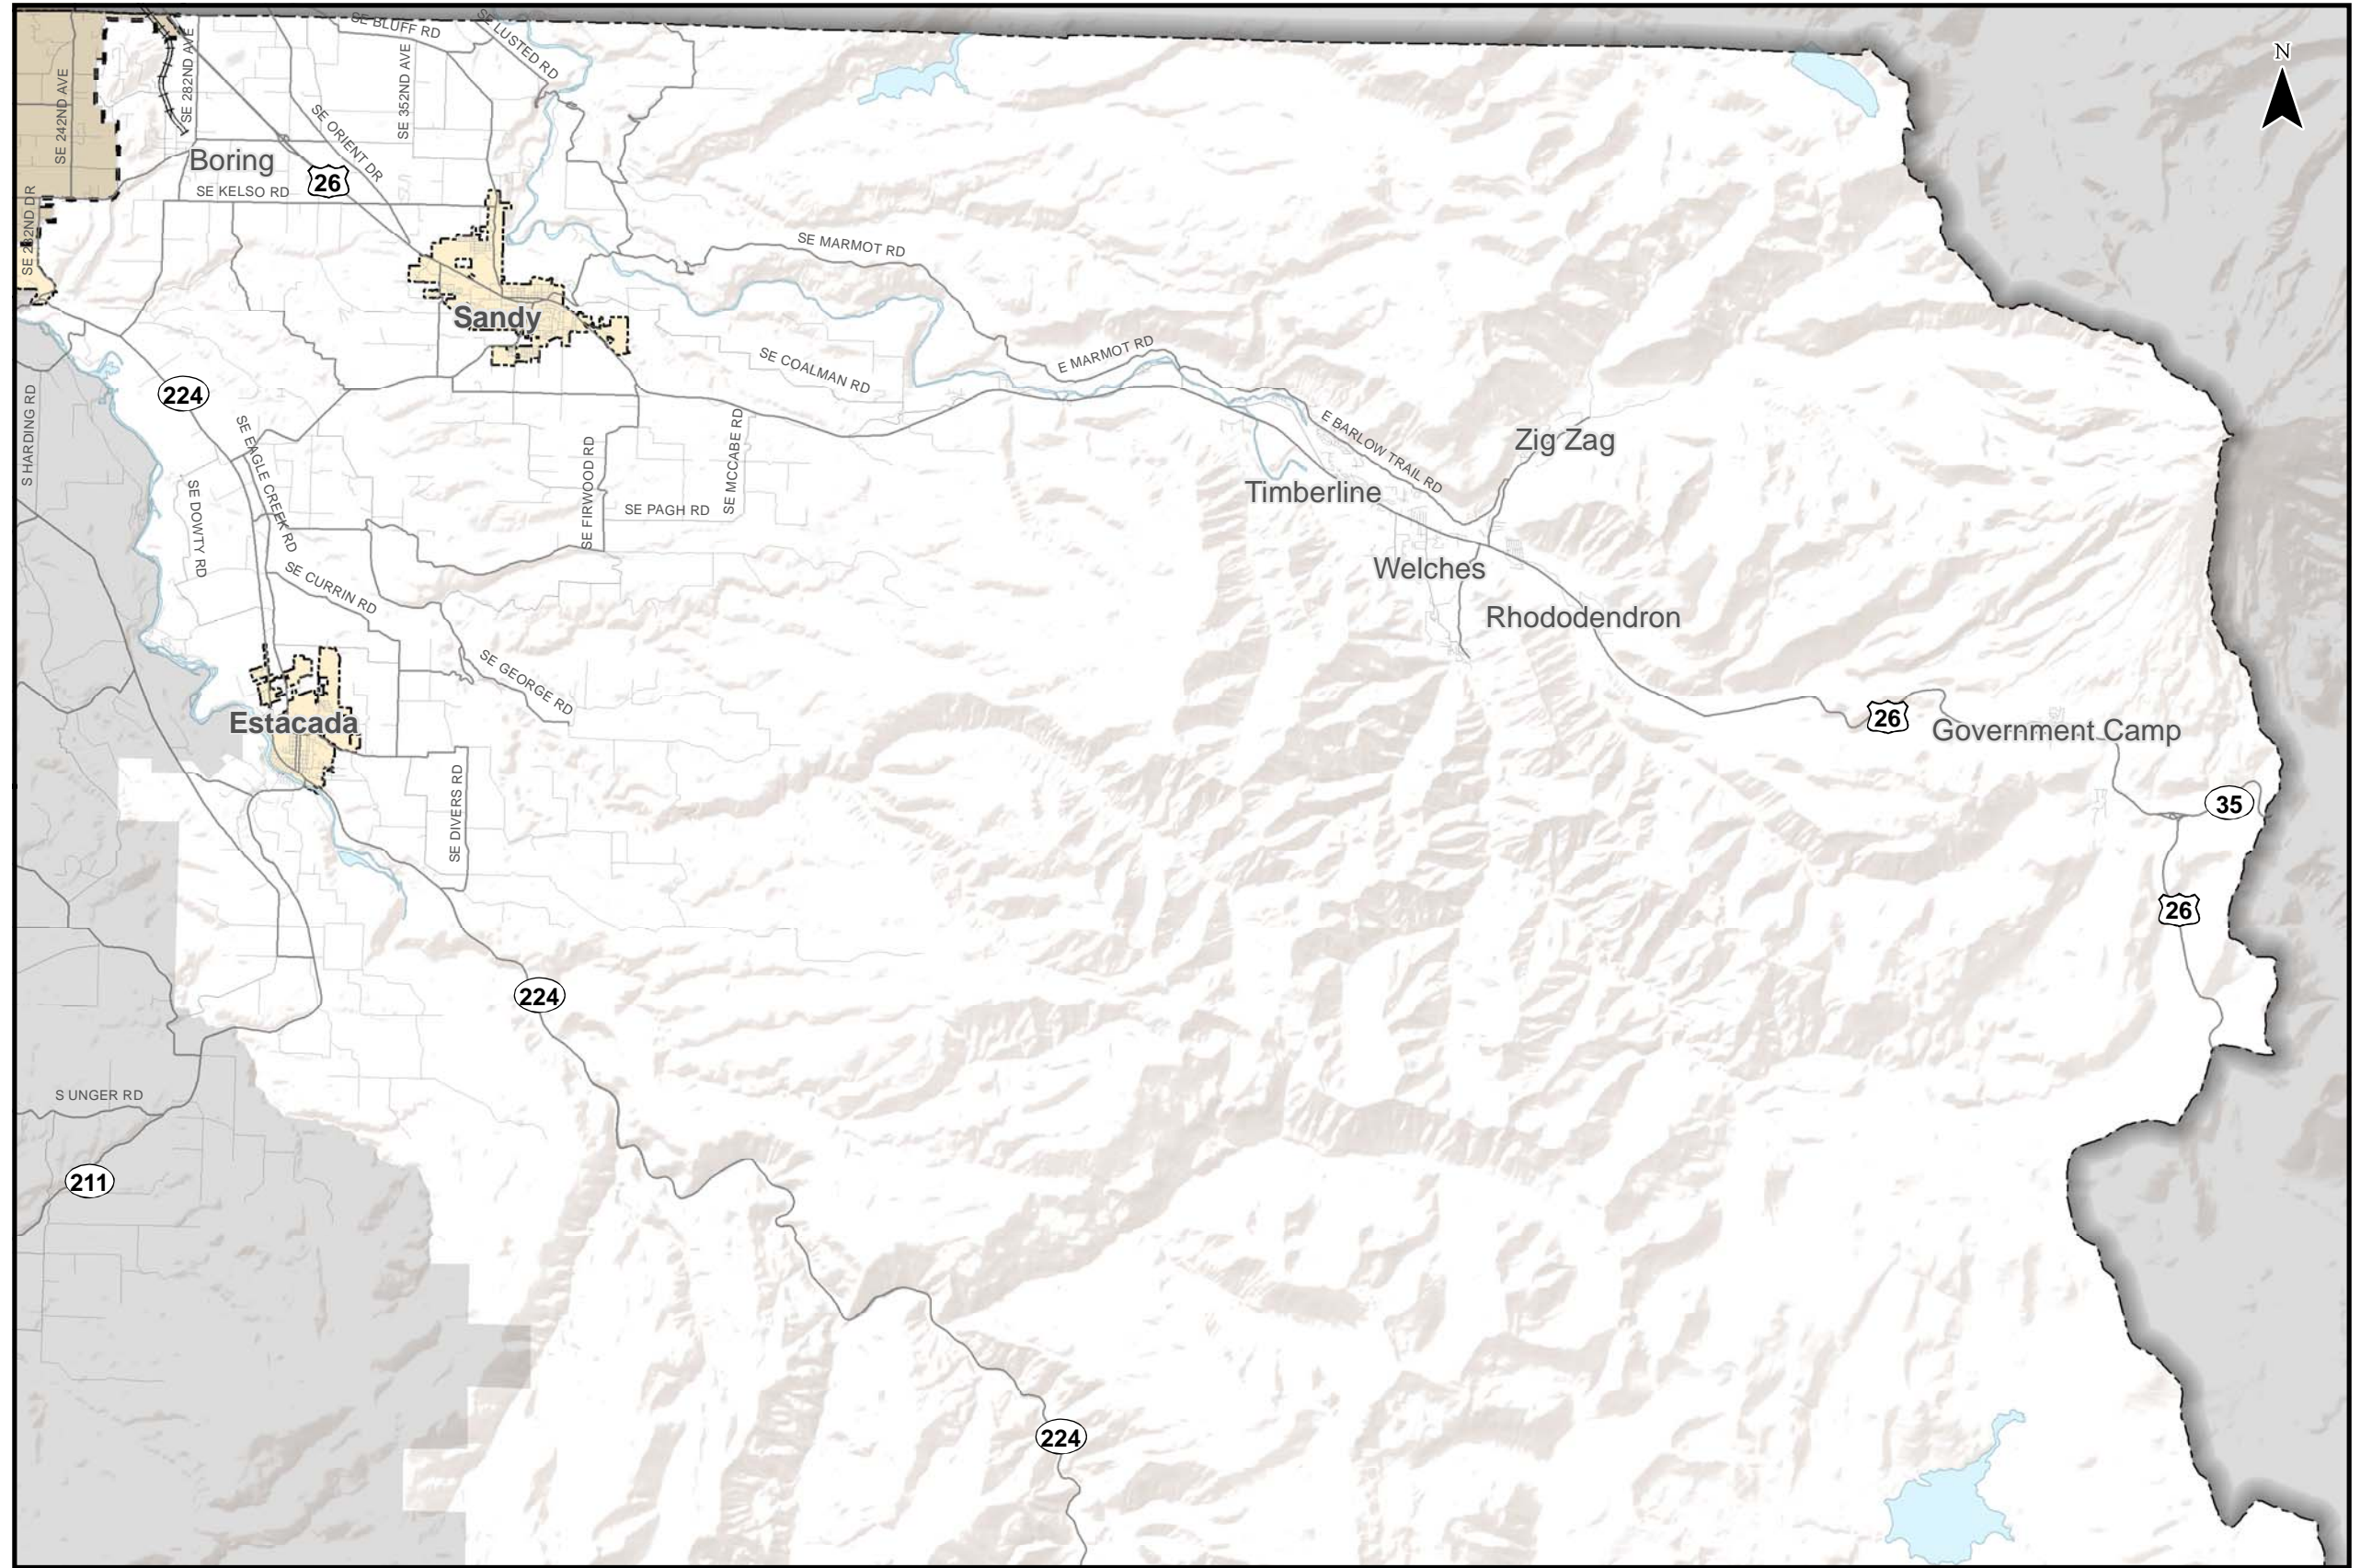 SE BLUFF RD
SE LUSTED RD
N
SE 242ND AVE
SE 282ND AVE
SE 352ND AVE
SE ORIENT DR
Boring
26
SE KELSO RD
SE 232ND DR
SE MARMOT RD
Sandy
E MARMOT RD
SE COALMAN RD
224
S HARDING RD
SE EAGLE CREEK RD
E BARLOW TRAIL RD
Zig Zag
SE FIRWOOD RD
SE MCCABE RD
SE PAGH RD
Timberline
SE DOWTY RD
Welches
SE CURRIN RD
Rhododendron
SE GEORGE RD
Estacada
26
Government Camp
SE DIVERS RD
35
26
224
S UNGER RD
211
224